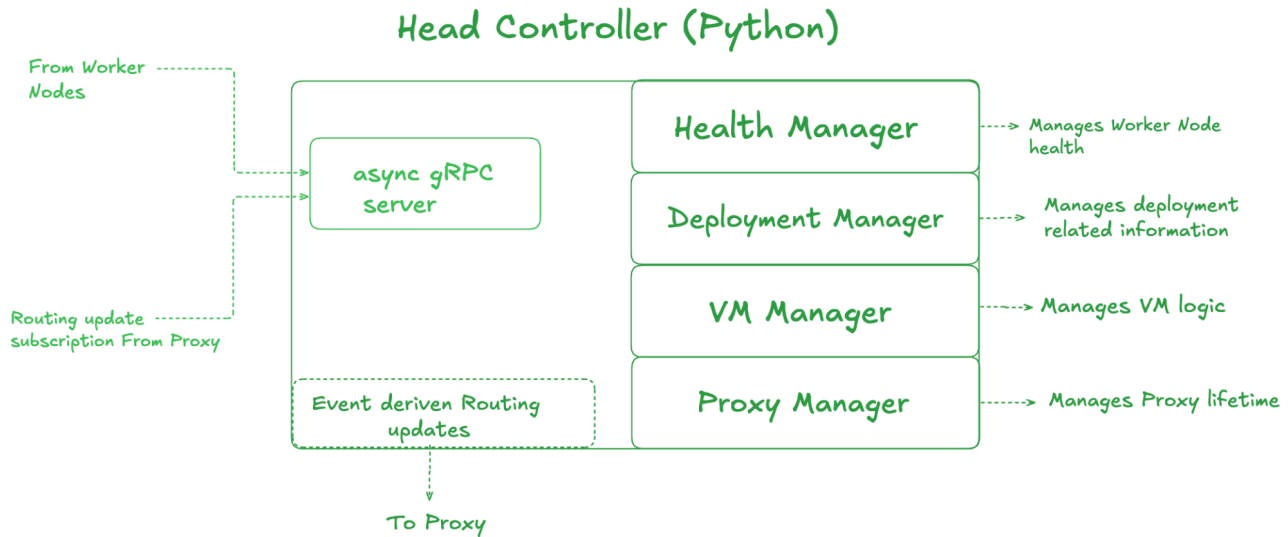 Head Controller (Python)
From Worker
Nodes
async gRPC
server
Routing update
subscription From Proxy
Event deriven Routing
updates
To Proxy
Health Manager
Manages Worker Node
health
Deployment Manager
Manages deployment
related information
VM Manager
Manages VM logic
Proxy Manager
Manages Proxy lifetime